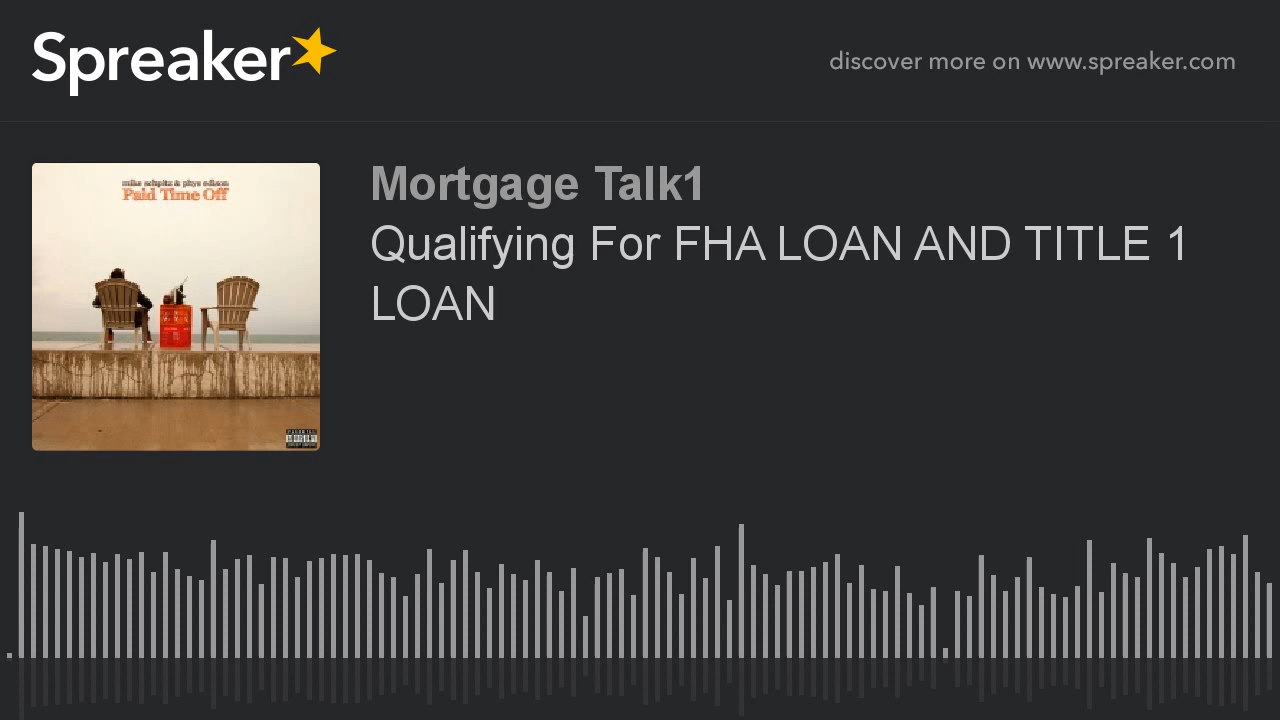 Spreaker
discover more on www.spreaker.com
Paid Time Off
Mortgage Talk1
Qualifying For FHA LOAN AND TITLE 1
LOAN